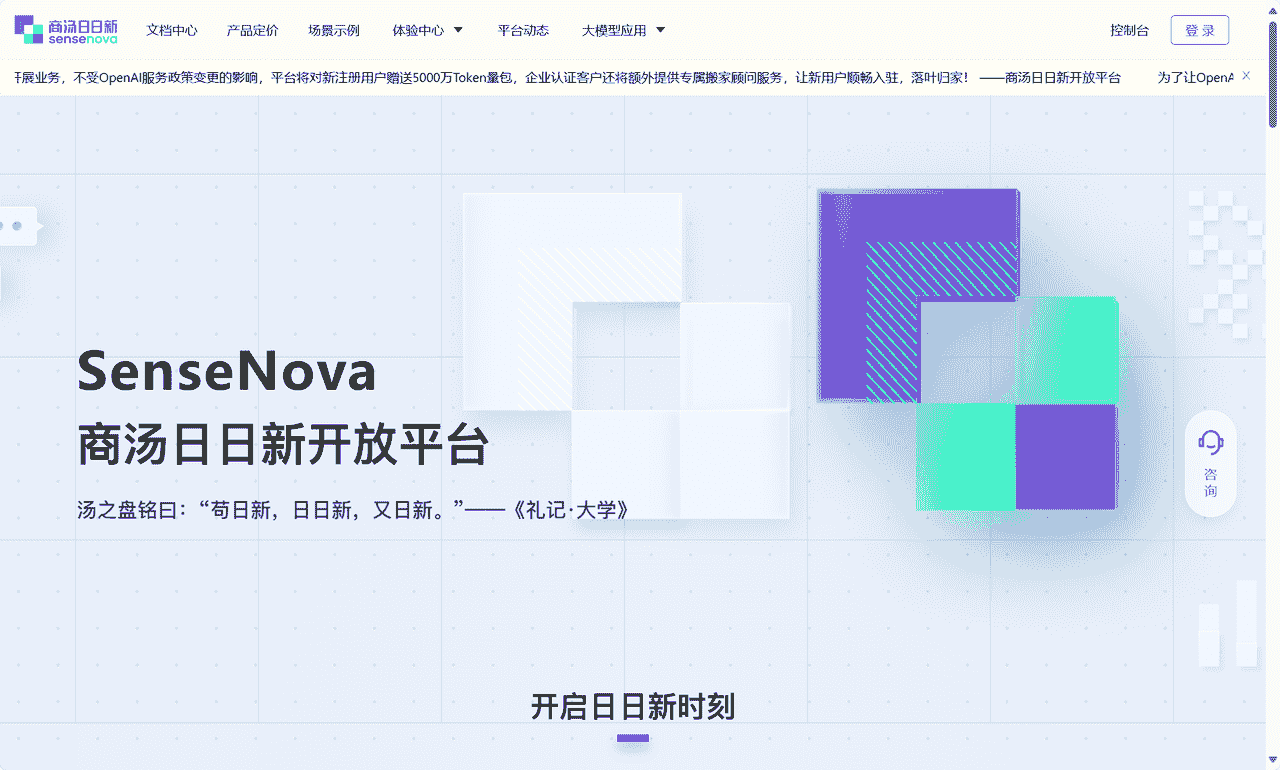 商汤日日新
sensenova
文档中心 产品定价 场景示例 体验中心 平台动态 大模型应用 控制台 登 录
开展业务，不受OpenAI服务政策变更的影响，平台将对新注册用户赠送5000万Token量包，企业认证客户还将额外提供专属搬家顾问服务，让新用户顺畅入驻，落叶归家！ ——商汤日日新开放平台 为了让OpenA
SenseNova
商汤日日新开放平台
汤之盘铭曰：“苟日新，日日新，又日新。”——《礼记·大学》
咨
询
开启日日新时刻